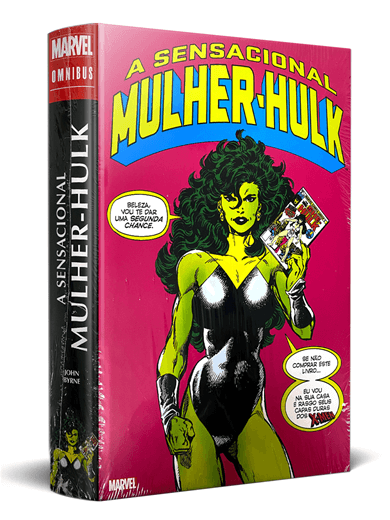 MARVEL
OMNIBUS
A SENSACIONAL
MULHER-HULK
JOHN
BYRNE
A SENSACIONAL
MULHER-HULK
BELEZA,
VOU TE DAR
UMA SEGUNDA
CHANCE.
SE NÃO
COMPRAR ESTE
LIVRO...
EU VOU
NA SUA CASA
E RASGO SEUS
CAPAS DURAS
DOS X-MEN!
MARVEL